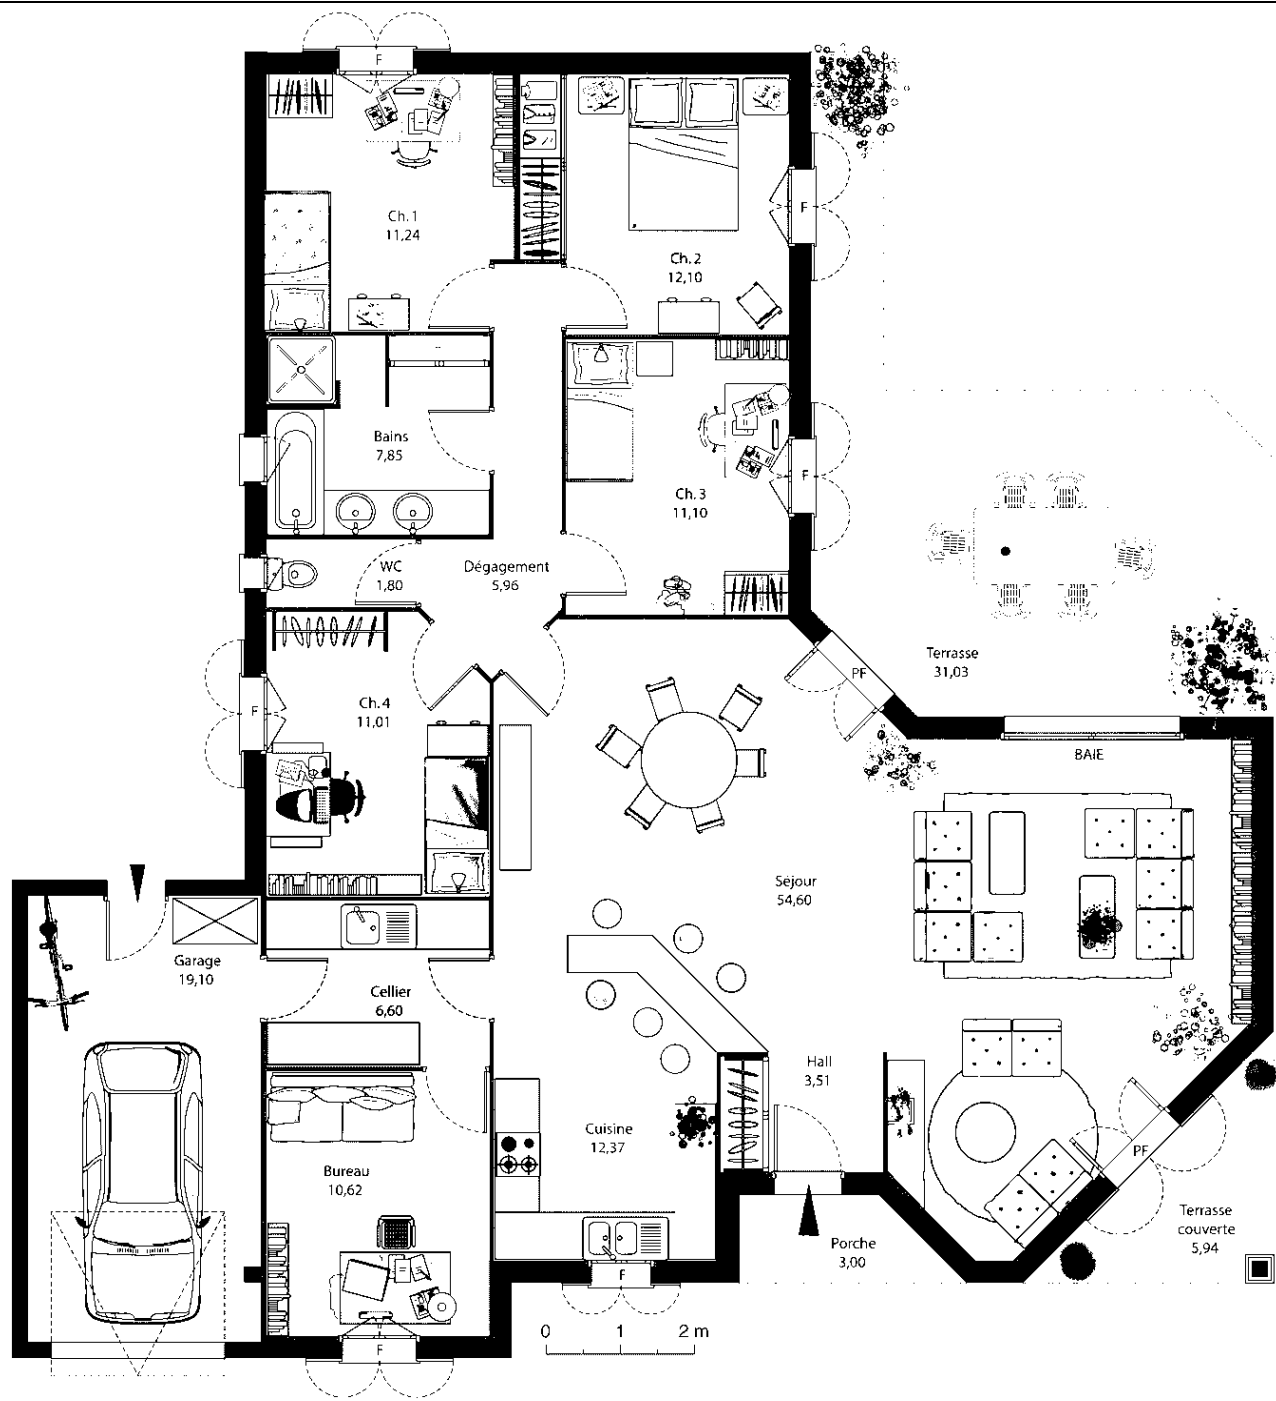 F
Ch. 1
11,24
Ch. 2
12,10
F
Bains
7,85
Ch. 3
11,10
F
WC
1,80
Dégagement
5,96
Terrasse
31,03
PF
Ch. 4
11,01
F
BAIE
Séjour
54,60
Garage
19,10
Cellier
6,60
Hall
3,51
Cuisine
12,37
Bureau
10,62
PF
Terrasse
couverte
5,94
Porche
3,00
F
0 1 2 m
F